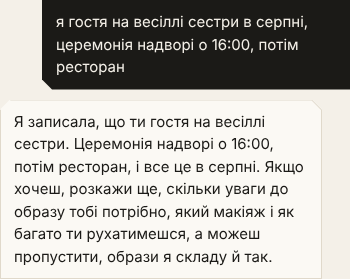 я гостя на весіллі сестри в серпні,
церемонія надворі о 16:00, потім
ресторан
Я записала, що ти гостя на весіллі
сестри. Церемонія надворі о 16:00,
потім ресторан, і все це в серпні. Якщо
хочеш, розкажи ще, скільки уваги до
образу тобі потрібно, який макіяж і як
багато ти рухатимешся, а можеш
пропустити, образи я складу й так.